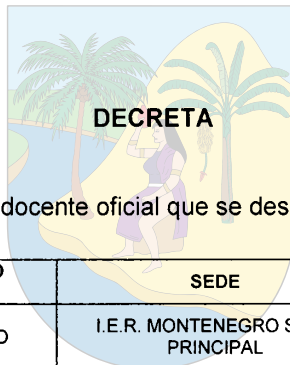 DECRETA
docente oficial que se des
SEDE
I.E.R. MONTENEGRO S
PRINCIPAL